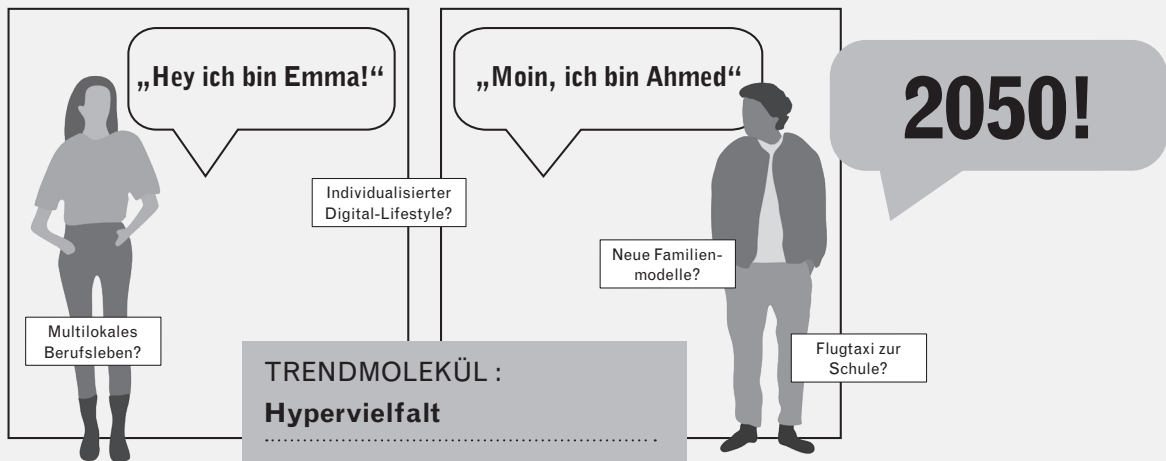 „Hey ich bin Emma!“
„Moin, ich bin Ahmed“
2050!
Individualisierter
Digital-Lifestyle?
Neue Familien-
modelle?
Multilokales
Berufsleben?
Flugtaxi zur
Schule?
TRENDMOLEKÜL :
Hypervielfalt